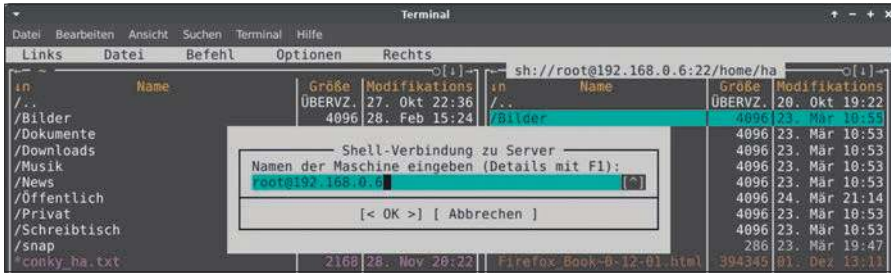 Terminal
Datei Bearbeiten Ansicht Suchen Terminal Hilfe
Links Datei Befehl Optionen Rechts
sh://root@192.168.0.6:22/home/ha
Name Größe Modifikations Name Größe Modifikations
/.. ÜBERVZ. 27. Okt 22:36 /.. ÜBERVZ. 20. Okt 19:22
/Bilder 4096 28. Feb 15:24 /Bilder 4096 23. Mär 10:55
/Dokumente 4096 23. Mär 10:53
/Downloads 4096 23. Mär 10:53
/Musik 4096 23. Mär 10:53
/News 4096 23. Mär 10:53
/Öffentlich 4096 24. Mär 21:14
/Privat 4096 23. Mär 10:53
/Schreibtisch 4096 23. Mär 10:53
/snap 286 23. Mär 19:47
*conky_ha.txt 2168 28. Nov 20:22 Firefox_Book~0-12-01.html 394345 01. Dez 13:11
Shell-Verbindung zu Server
Namen der Maschine eingeben (Details mit F1):
root@192.168.0.6 [^]
[< OK >] [ Abbrechen ]